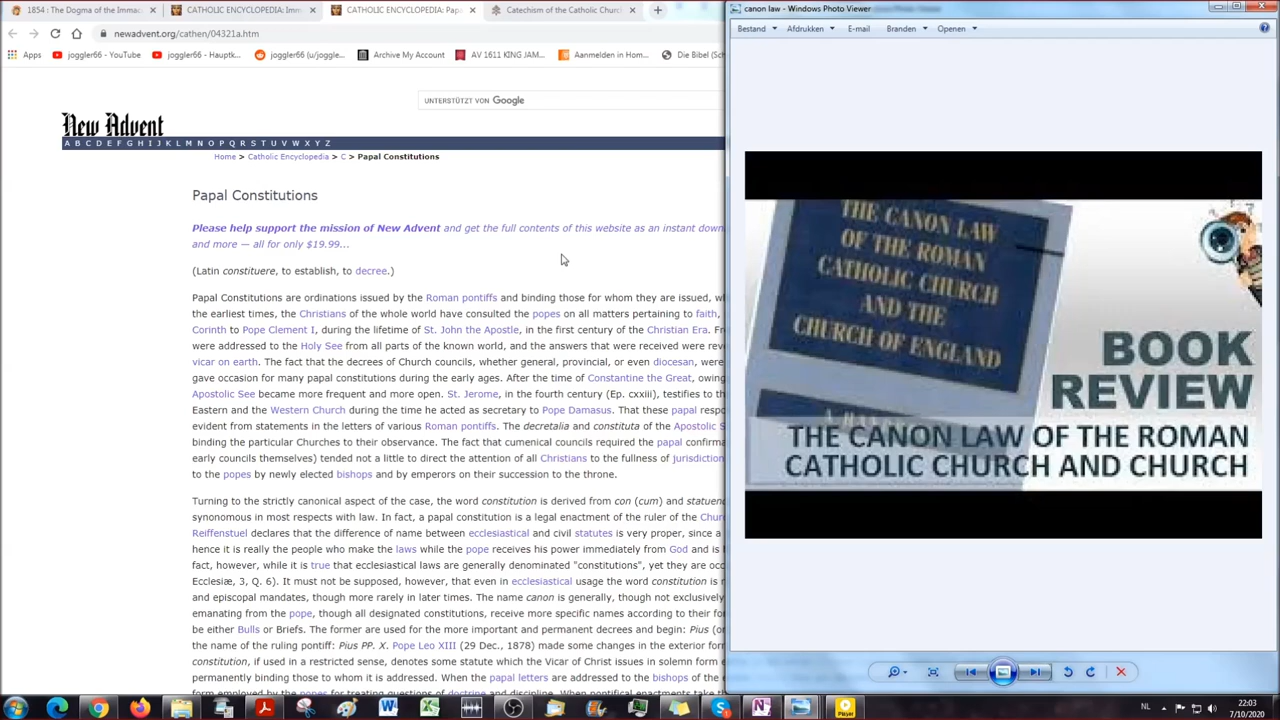 1854 : The Dogma of the Immac
CATHOLIC ENCYCLOPEDIA: Imm
CATHOLIC ENCYCLOPEDIA: Pap
Catechism of the Catholic Church
newadvent.org/cathen/04321a.htm
Apps
joggler66 - YouTube
joggler66 - Hauptk...
joggler66 (u/joggle...
Archive My Account
AV 1611 KING JAM...
Aanmelden in Hom...
Die Bibel (Sc
UNTERSTÜTZT VON Google
New Advent
A B C D E F G H I J K L M N O P Q R S T U V W X Y Z
Home > Catholic Encyclopedia > C > Papal Constitutions
Papal Constitutions
Please help support the mission of New Advent and get the full contents of this website as an instant down
and more — all for only $19.99...
(Latin constituere, to establish, to decree.)
Papal Constitutions are ordinations issued by the Roman pontiffs and binding those for whom they are issued, w
the earliest times, the Christians of the whole world have consulted the popes on all matters pertaining to faith,
Corinth to Pope Clement I, during the lifetime of St. John the Apostle, in the first century of the Christian Era. Fr
were addressed to the Holy See from all parts of the known world, and the answers that were received were rev
vicar on earth. The fact that the decrees of Church councils, whether general, provincial, or even diocesan, were
gave occasion for many papal constitutions during the early ages. After the time of Constantine the Great, owing
Apostolic See became more frequent and more open. St. Jerome, in the fourth century (Ep. cxxiii), testifies to th
Eastern and the Western Church during the time he acted as secretary to Pope Damasus. That these papal resp
evident from statements in the letters of various Roman pontiffs. The decretalia and constituta of the Apostolic S
binding the particular Churches to their observance. The fact that cumenical councils required the papal confirma
early councils themselves) tended not a little to direct the attention of all Christians to the fullness of jurisdiction
to the popes by newly elected bishops and by emperors on their succession to the throne.
Turning to the strictly canonical aspect of the case, the word constitution is derived from con (cum) and statuend
synonomous in most respects with law. In fact, a papal constitution is a legal enactment of the ruler of the Churc
Reiffenstuel declares that the difference of name between ecclesiastical and civil statutes is very proper, since a
hence it is really the people who make the laws while the pope receives his power immediately from God and is l
fact, however, while it is true that ecclesiastical laws are generally denominated "constitutions", yet they are oc
Ecclesiæ, 3, Q. 6). It must not be supposed, however, that even in ecclesiastical usage the word constitution is r
and episcopal mandates, though more rarely in later times. The name canon is generally, though not exclusively
emanating from the pope, though all designated constitutions, receive more specific names according to their for
be either Bulls or Briefs. The former are used for the more important and permanent decrees and begin: Pius (or
the name of the ruling pontiff: Pius PP. X. Pope Leo XIII (29 Dec., 1878) made some changes in the exterior form
constitution, if used in a restricted sense, denotes some statute which the Vicar of Christ issues in solemn form e
permanently binding those to whom it is addressed. When the papal letters are addressed to the bishops of the
form employed by the popes for treating questions of doctrine and discipline. When pontifical enactments take t
canon law - Windows Photo Viewer
Bestand
Afdrukken
E-mail
Branden
Openen
THE CANON LAW
OF THE ROMAN
CATHOLIC CHURCH
AND THE
CHURCH OF ENGLAND
BOOK
REVIEW
THE CANON LAW OF THE ROMAN
CATHOLIC CHURCH AND CHURCH
NL
22:03
7/10/2020